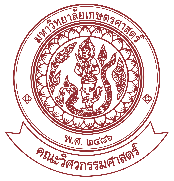 มหาวิทยาลัยเกษตรศาสตร์
พ.ศ. ๒๔๘๖
คณะวิศวกรรมศาสตร์